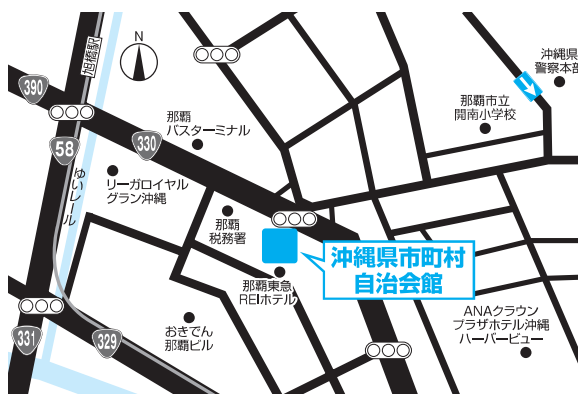 N
旭橋駅
沖縄県
警察本部
390
那覇
バスターミナル
那覇市立
開南小学校
58
330
ゆいレール
リーガロイヤル
グラン沖縄
那覇
税務署
沖縄県市町村
自治会館
那覇東急
REIホテル
おきでん
那覇ビル
ANAクラウン
プラザホテル沖縄
ハーバービュー
331
329